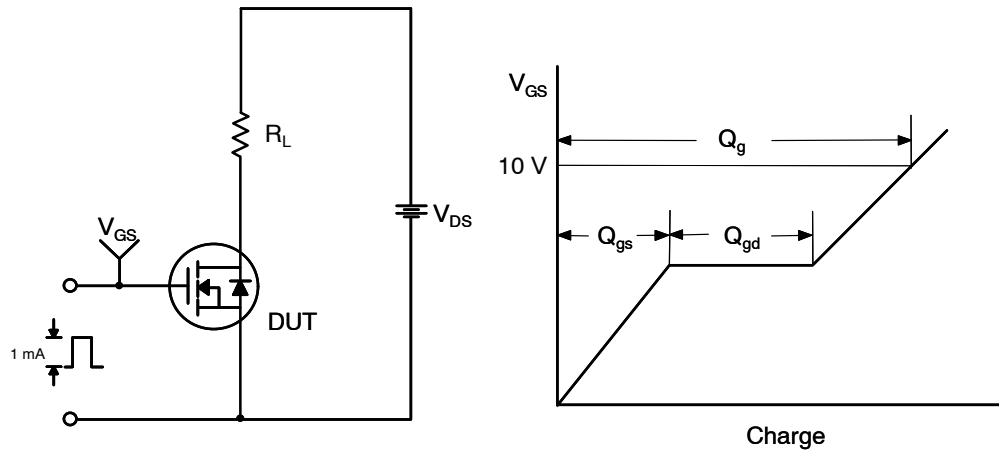 R_L
V_DS
V_GS
DUT
1 mA
V_GS
Q_g
10 V
Q_gs
Q_gd
Charge